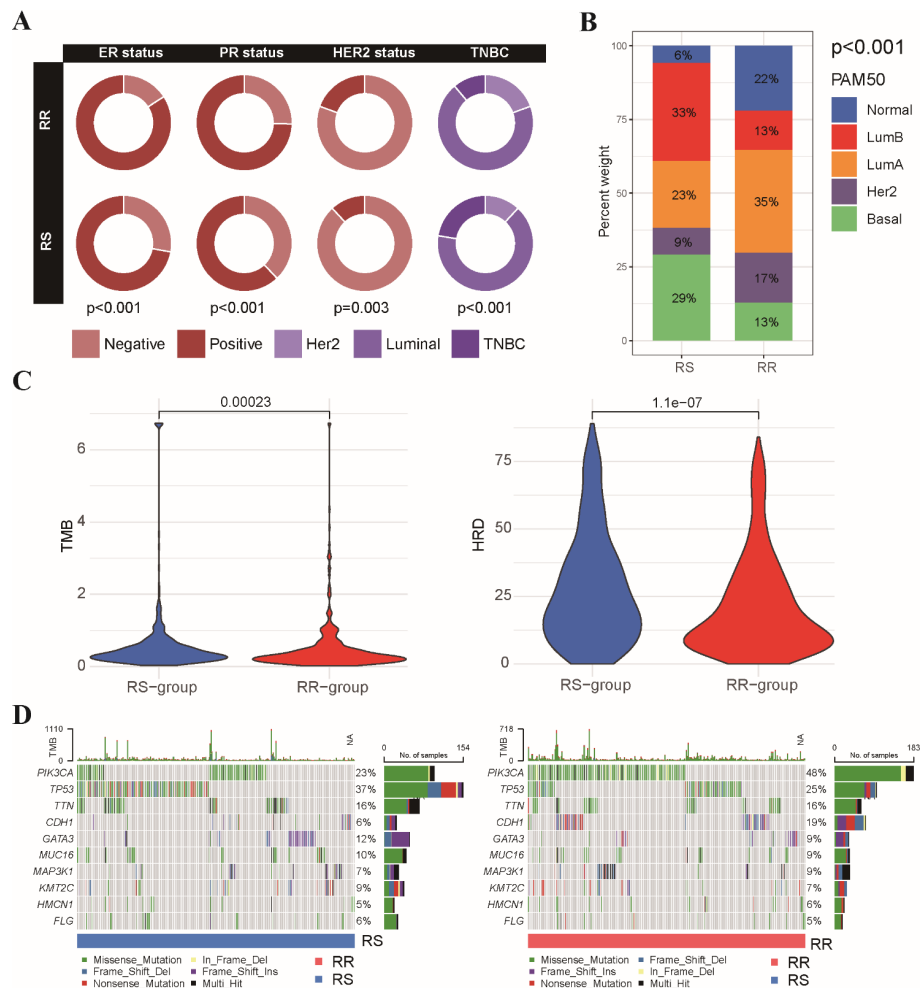 A
ER status PR status HER2 status TNBC
RR
RS
p<0.001 p<0.001 p=0.003 p<0.001
Negative Positive Her2 Luminal TNBC
B
Percent weight
100
75
50
25
0
6%
33%
23%
9%
29%
22%
13%
35%
17%
13%
RS RR
p<0.001
PAM50
Normal
LumB
LumA
Her2
Basal
C
0.00023
TMB
6
4
2
0
RS-group RR-group
1.1e-07
HRD
75
50
25
0
RS-group RR-group
D
TMB
1110
0
NA
0 154
No. of samples
PIK3CA 23%
TP53 37%
TTN 16%
CDH1 6%
GATA3 12%
MUC16 10%
MAP3K1 7%
KMT2C 9%
HMCN1 5%
FLG 6%
RS
Missense_Mutation In_Frame_Del RR
Frame_Shift_Del Frame_Shift_Ins RS
Nonsense_Mutation Multi_Hit
TMB
718
0
NA
0 183
No. of samples
PIK3CA 48%
TP53 25%
TTN 16%
CDH1 19%
GATA3 9%
MUC16 9%
MAP3K1 9%
KMT2C 7%
HMCN1 6%
FLG 5%
RR
Missense_Mutation Frame_Shift_Del RR
Frame_Shift_Ins In_Frame_Del RS
Nonsense_Mutation Multi_Hit